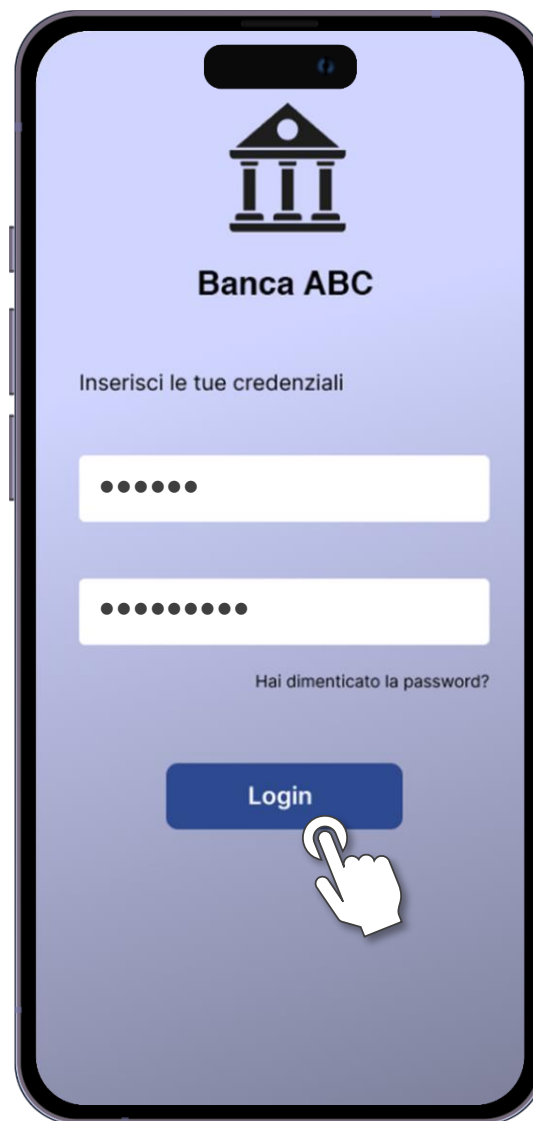 Banca ABC
Inserisci le tue credenziali
••••••
•••••••••
Hai dimenticato la password?
Login